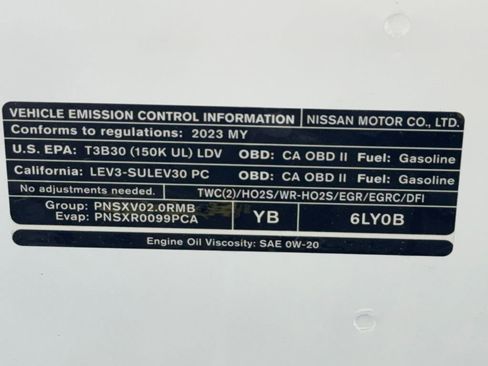 VEHICLE EMISSION CONTROL INFORMATION NISSAN MOTOR CO., LTD.
Conforms to regulations: 2023 MY
U.S. EPA: T3B30 (150K UL) LDV OBD: CA OBD II Fuel: Gasoline
California: LEV3-SULEV30 PC OBD: CA OBD II Fuel: Gasoline
No adjustments needed. TWC(2)/HO2S/WR-HO2S/EGR/EGRC/DFI
Group: PNSXV02.0RMB
Evap: PNSXR0099PCA YB 6LY0B
Engine Oil Viscosity: SAE 0W-20